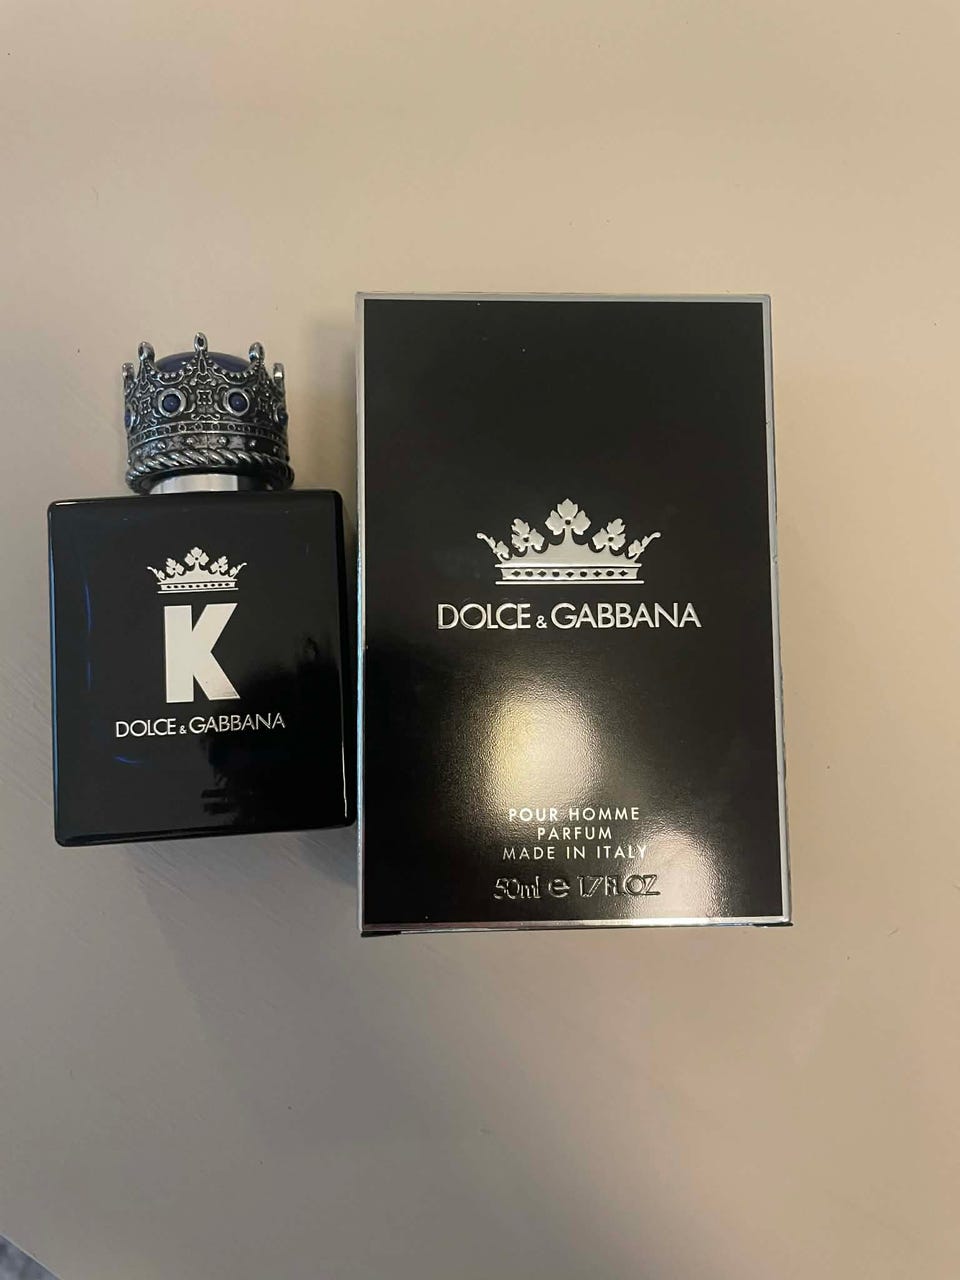 K
DOLCE & GABBANA
DOLCE & GABBANA
POUR HOMME
PARFUM
MADE IN ITALY
50ml e 1.7 fl.OZ